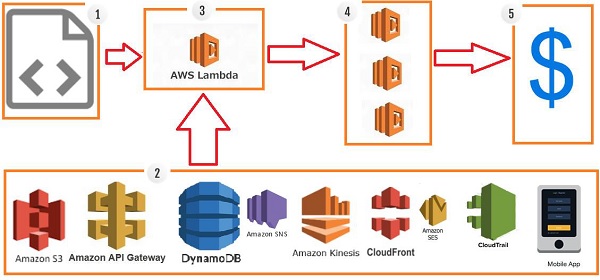 1
3
4
5
AWS Lambda
$
2
Amazon S3
Amazon API Gateway
DynamoDB
Amazon SNS
Amazon Kinesis
CloudFront
Amazon
SES
CloudTrail
Mobile App